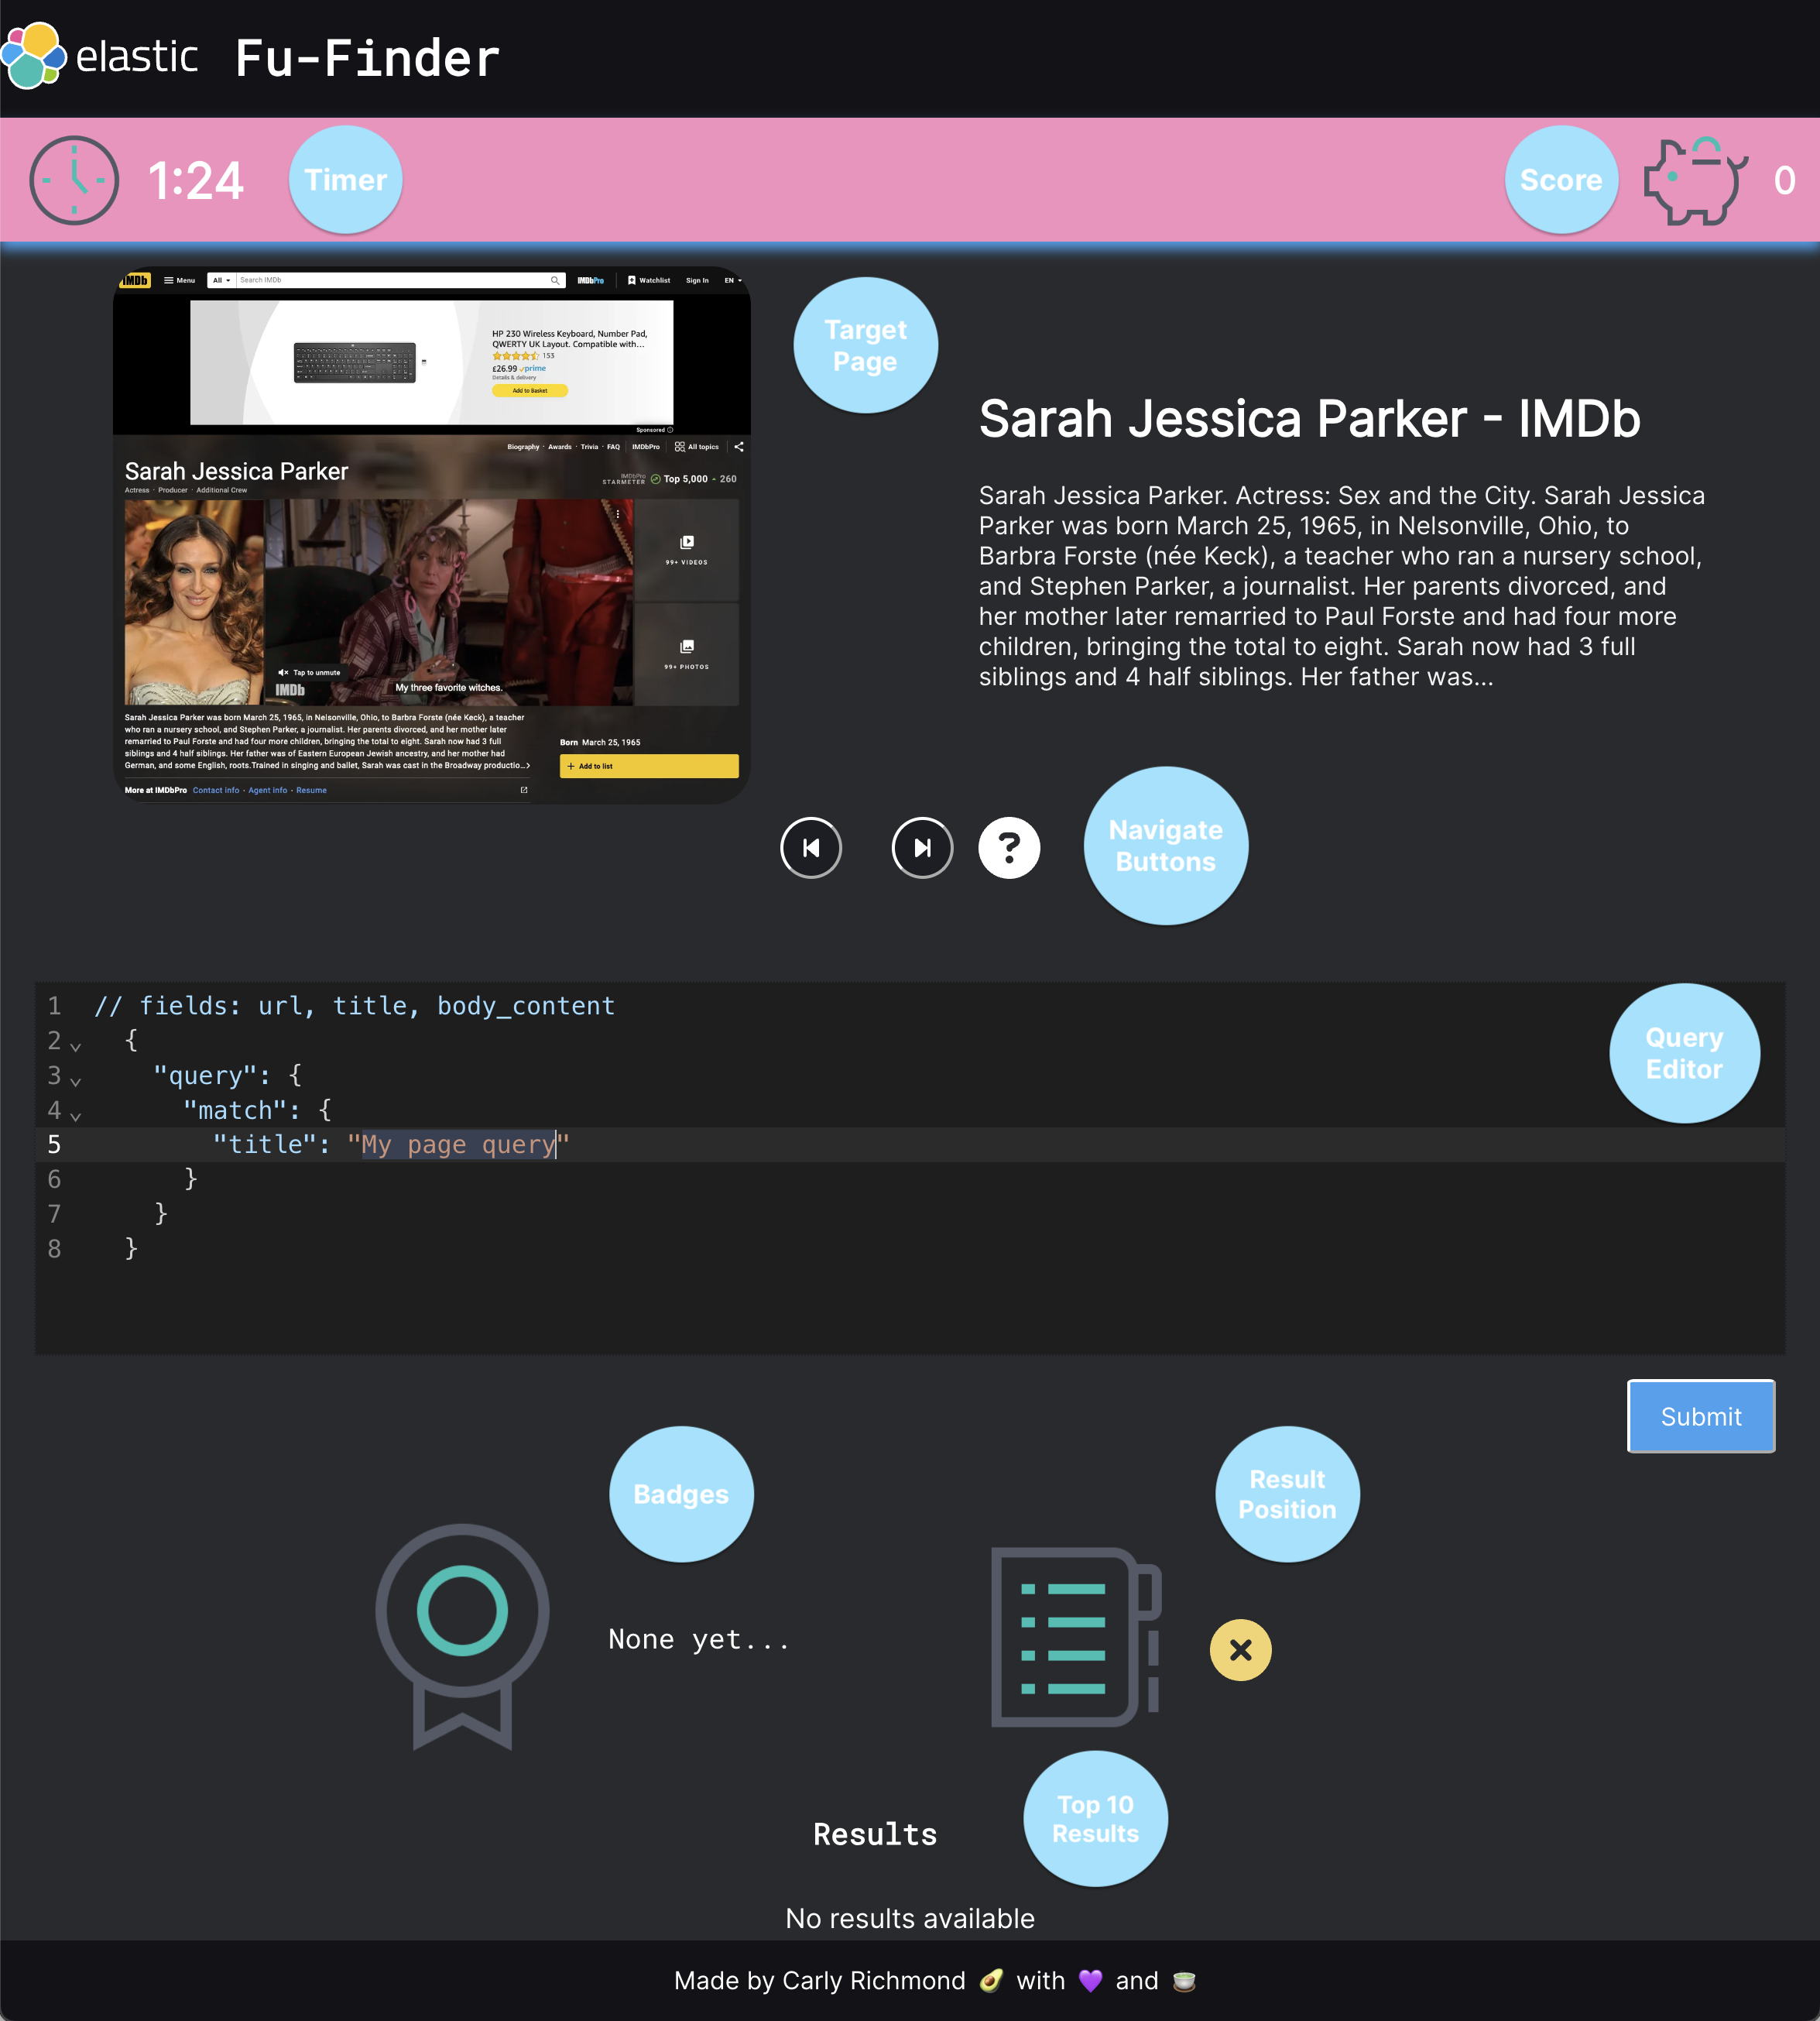 elastic Fu-Finder
1:24
Timer
Score
0
IMDb
Menu
All
Search IMDb
IMDbPro
Watchlist
Sign In
EN
HP 230 Wireless Keyboard, Number Pad,
QWERTY UK Layout. Compatible with...
153
£26.99 prime
Details & delivery
Add to Basket
Sponsored
Biography · Awards · Trivia · FAQ
IMDbPro
All topics
Sarah Jessica Parker
Actress · Producer · Additional Crew
IMDbPro
STARMETER
Top 5,000 - 260
99+ VIDEOS
99+ PHOTOS
Tap to unmute
IMDb
My three favorite witches.
Sarah Jessica Parker was born March 25, 1965, in Nelsonville, Ohio, to Barbra Forste (née Keck), a teacher
who ran a nursery school, and Stephen Parker, a journalist. Her parents divorced, and her mother later
remarried to Paul Forste and had four more children, bringing the total to eight. Sarah now had 3 full
siblings and 4 half siblings. Her father was of Eastern European Jewish ancestry, and her mother had
German, and some English, roots.Trained in singing and ballet, Sarah was cast in the Broadway productio...
Born March 25, 1965
+ Add to list
More at IMDbPro Contact info · Agent info · Resume
Target
Page
Sarah Jessica Parker - IMDb
Sarah Jessica Parker. Actress: Sex and the City. Sarah Jessica
Parker was born March 25, 1965, in Nelsonville, Ohio, to
Barbra Forste (née Keck), a teacher who ran a nursery school,
and Stephen Parker, a journalist. Her parents divorced, and
her mother later remarried to Paul Forste and had four more
children, bringing the total to eight. Sarah now had 3 full
siblings and 4 half siblings. Her father was...
?
Navigate
Buttons
1 // fields: url, title, body_content
2 {
3 "query": {
4 "match": {
5 "title": "My page query"
6 }
7 }
8 }
Query
Editor
Submit
Badges
None yet...
Result
Position
Results
Top 10
Results
No results available
Made by Carly Richmond 🥑 with 💜 and 🍵